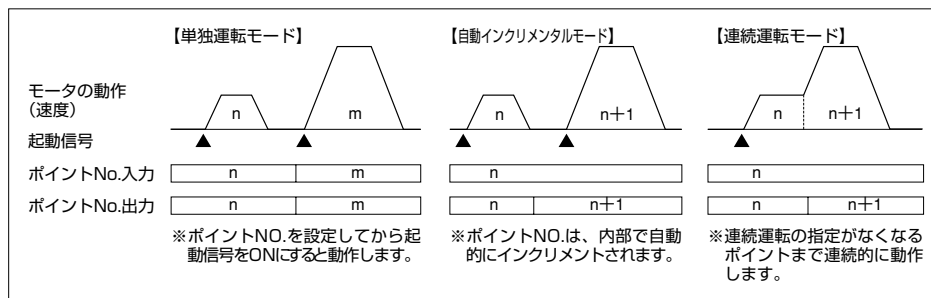 【単独運転モード】
【自動インクリメンタルモード】
【連続運転モード】
モータの動作
（速度）
n
m
n
n＋1
n
n＋1
起動信号
▲ ▲ ▲ ▲ ▲
ポイントNo.入力
n
m
n
n
ポイントNo.出力
n
m
n
n＋1
n
n＋1
※ポイントNO.を設定してから起
動信号をONにすると動作します。
※ポイントNO.は、内部で自動
的にインクリメントされます。
※連続運転の指定がなくなる
ポイントまで連続的に動作
します。